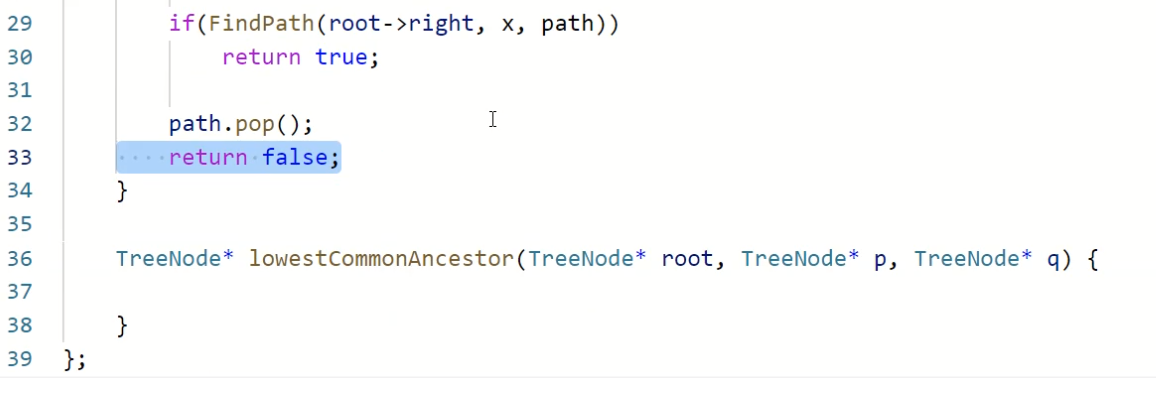 29 if(FindPath(root->right, x, path))
30 return true;
31
32 path.pop();
33 return false;
34 }
35
36 TreeNode* lowestCommonAncestor(TreeNode* root, TreeNode* p, TreeNode* q) {
37
38 }
39 };